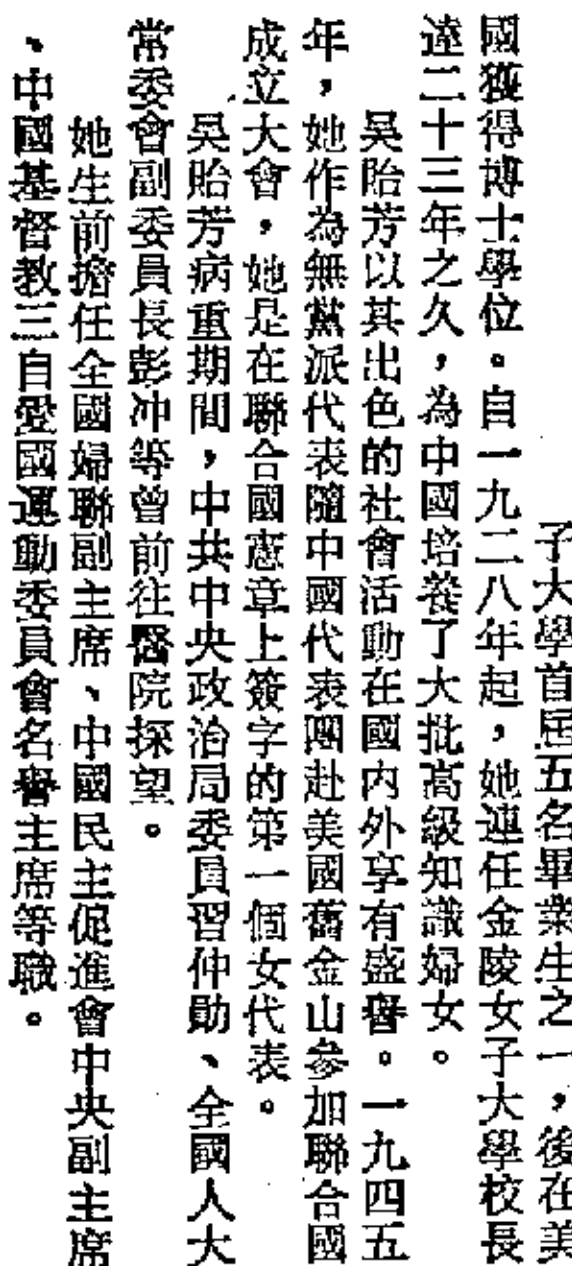 子大學首屆五名畢業生之一，後在美
國獲得博士學位。自一九二八年起，她連任金陵女子大學校長
達二十三年之久，為中國培養了大批高級知識婦女。
吳貽芳以其出色的社會活動在國内外享有盛譽。一九四五
年，她作為無黨派代表隨中國代表團赴美國舊金山參加聯合國
成立大會，她是在聯合國憲章上簽字的第一個女代表。
吳貽芳病重期間，中共中央政治局委員習仲勛、全國人大
常委會副委員長彭冲等曾前往醫院探望。
她生前擔任全國婦聯副主席、中國民主促進會中央副主席
、中國基督教三自愛國運動委員會名譽主席等職。